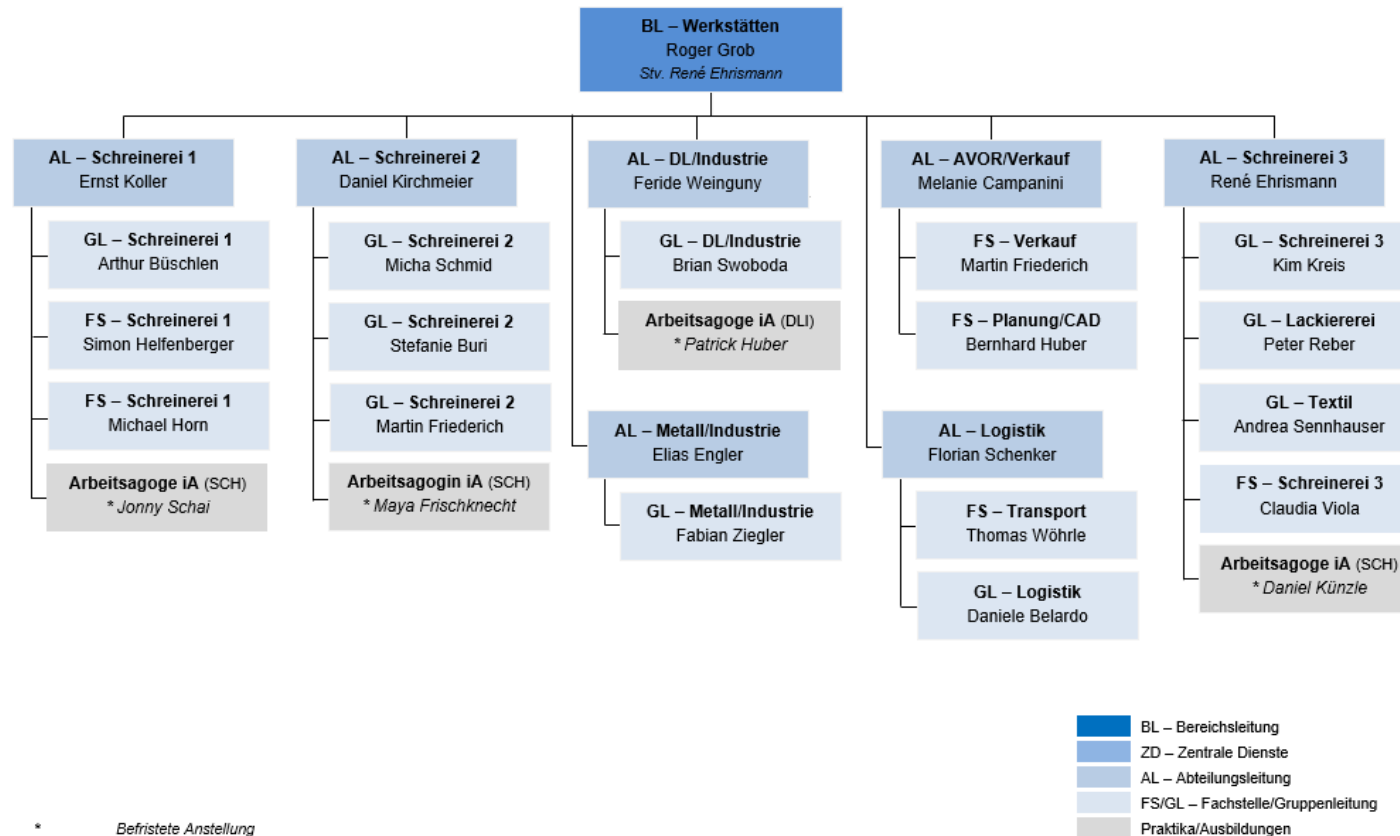 BL – Werkstätten
Roger Grob
Stv. René Ehrismann
AL – Schreinerei 1
Ernst Koller
GL – Schreinerei 1
Arthur Büschlen
FS – Schreinerei 1
Simon Helfenberger
FS – Schreinerei 1
Michael Horn
Arbeitsagoge iA (SCH)
* Jonny Schai
AL – Schreinerei 2
Daniel Kirchmeier
GL – Schreinerei 2
Micha Schmid
GL – Schreinerei 2
Stefanie Buri
GL – Schreinerei 2
Martin Friederich
Arbeitsagogin iA (SCH)
* Maya Frischknecht
AL – DL/Industrie
Feride Weinguny
GL – DL/Industrie
Brian Swoboda
Arbeitsagoge iA (DLI)
* Patrick Huber
AL – Metall/Industrie
Elias Engler
GL – Metall/Industrie
Fabian Ziegler
AL – AVOR/Verkauf
Melanie Campanini
FS – Verkauf
Martin Friederich
FS – Planung/CAD
Bernhard Huber
AL – Logistik
Florian Schenker
FS – Transport
Thomas Wöhrle
GL – Logistik
Daniele Belardo
AL – Schreinerei 3
René Ehrismann
GL – Schreinerei 3
Kim Kreis
GL – Lackiererei
Peter Reber
GL – Textil
Andrea Sennhauser
FS – Schreinerei 3
Claudia Viola
Arbeitsagoge iA (SCH)
* Daniel Künzle
BL – Bereichsleitung
ZD – Zentrale Dienste
AL – Abteilungsleitung
FS/GL – Fachstelle/Gruppenleitung
Praktika/Ausbildungen
* Befristete Anstellung